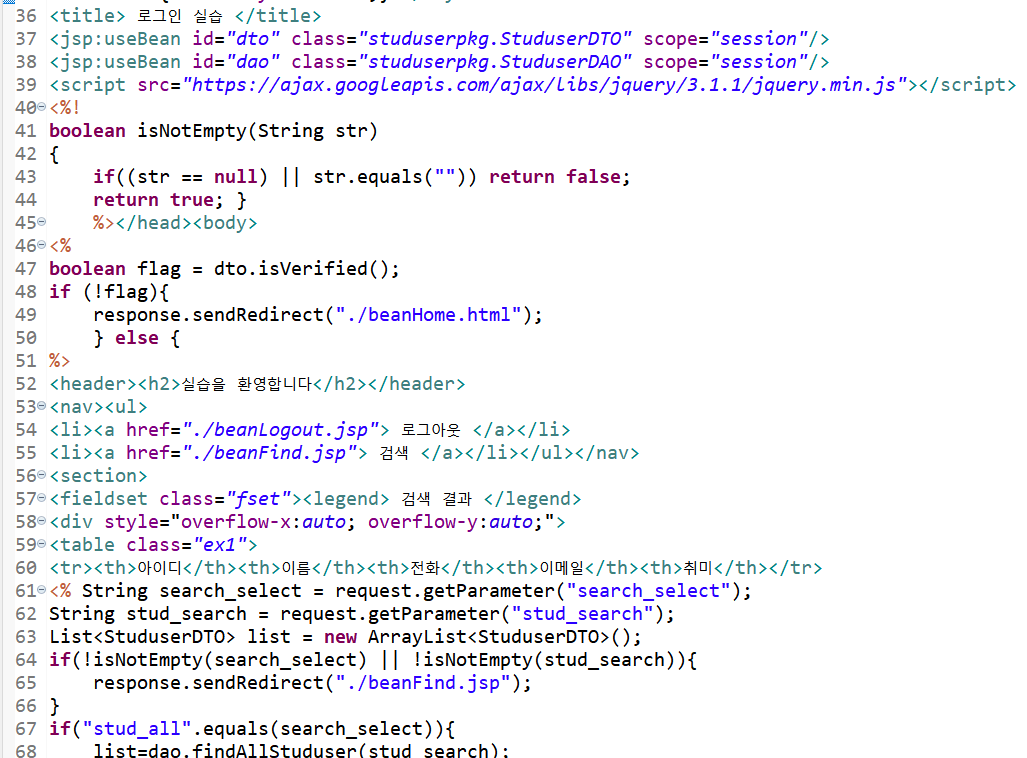 36 <title> 로그인 실습 </title>
37 <jsp:useBean id="dto" class="studuserpkg.StuduserDTO" scope="session"/>
38 <jsp:useBean id="dao" class="studuserpkg.StuduserDAO" scope="session"/>
39 <script src="https://ajax.googleapis.com/ajax/libs/jquery/3.1.1/jquery.min.js"></script>
40 <%!
41 boolean isNotEmpty(String str)
42 {
43     if((str == null) || str.equals("")) return false;
44     return true; }
45     %></head><body>
46 <%
47 boolean flag = dto.isVerified();
48 if (!flag){
49     response.sendRedirect("./beanHome.html");
50     } else {
51 %>
52 <header><h2>실습을 환영합니다</h2></header>
53 <nav><ul>
54 <li><a href="./beanLogout.jsp"> 로그아웃 </a></li>
55 <li><a href="./beanFind.jsp"> 검색 </a></li></ul></nav>
56 <section>
57 <fieldset class="fset"><legend> 검색 결과 </legend>
58 <div style="overflow-x:auto; overflow-y:auto;">
59 <table class="ex1">
60 <tr><th>아이디</th><th>이름</th><th>전화</th><th>이메일</th><th>취미</th></tr>
61 <% String search_select = request.getParameter("search_select");
62 String stud_search = request.getParameter("stud_search");
63 List<StuduserDTO> list = new ArrayList<StuduserDTO>();
64 if(!isNotEmpty(search_select) || !isNotEmpty(stud_search)){
65     response.sendRedirect("./beanFind.jsp");
66 }
67 if("stud_all".equals(search_select)){
68     list=dao.findAllStuduser(stud_search);